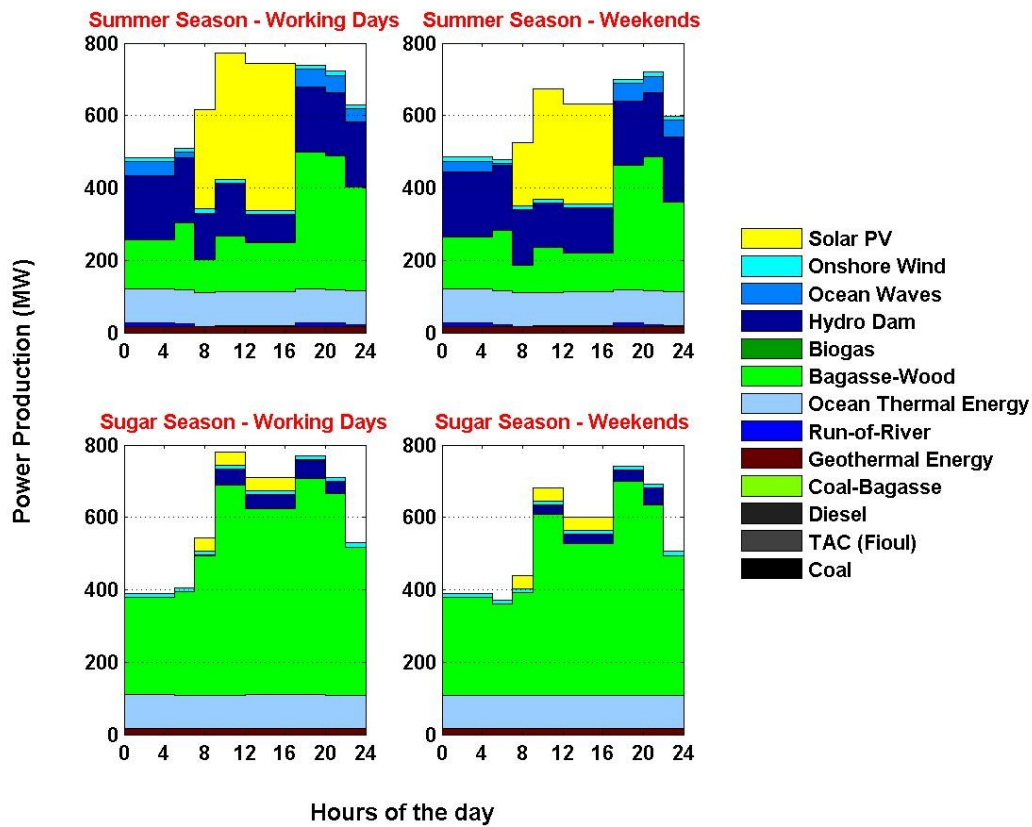 Summer Season - Working Days
Summer Season - Weekends
800
600
400
200
0
0 4 8 12 16 20 24
800
600
400
200
0
0 4 8 12 16 20 24
Sugar Season - Working Days
Sugar Season - Weekends
800
600
400
200
0
0 4 8 12 16 20 24
800
600
400
200
0
0 4 8 12 16 20 24
Power Production (MW)
Hours of the day
Solar PV
Onshore Wind
Ocean Waves
Hydro Dam
Biogas
Bagasse-Wood
Ocean Thermal Energy
Run-of-River
Geothermal Energy
Coal-Bagasse
Diesel
TAC (Fioul)
Coal